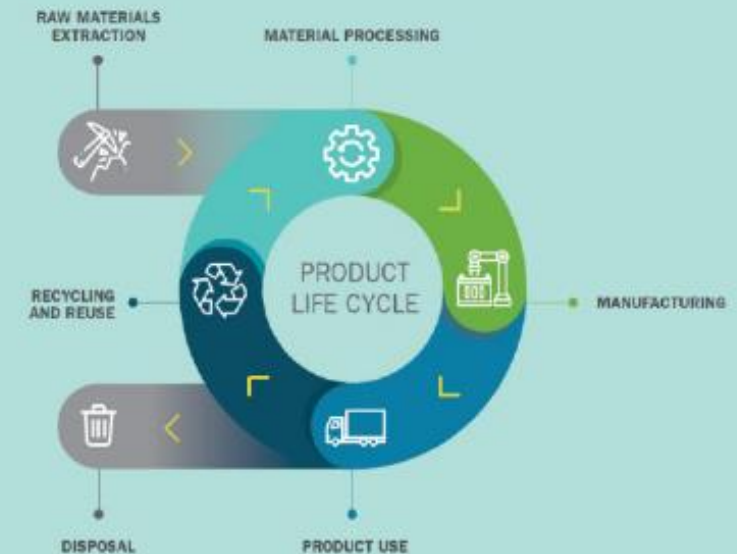 RAW MATERIALS
EXTRACTION
MATERIAL PROCESSING
PRODUCT
LIFE CYCLE
RECYCLING
AND REUSE
MANUFACTURING
DISPOSAL
PRODUCT USE